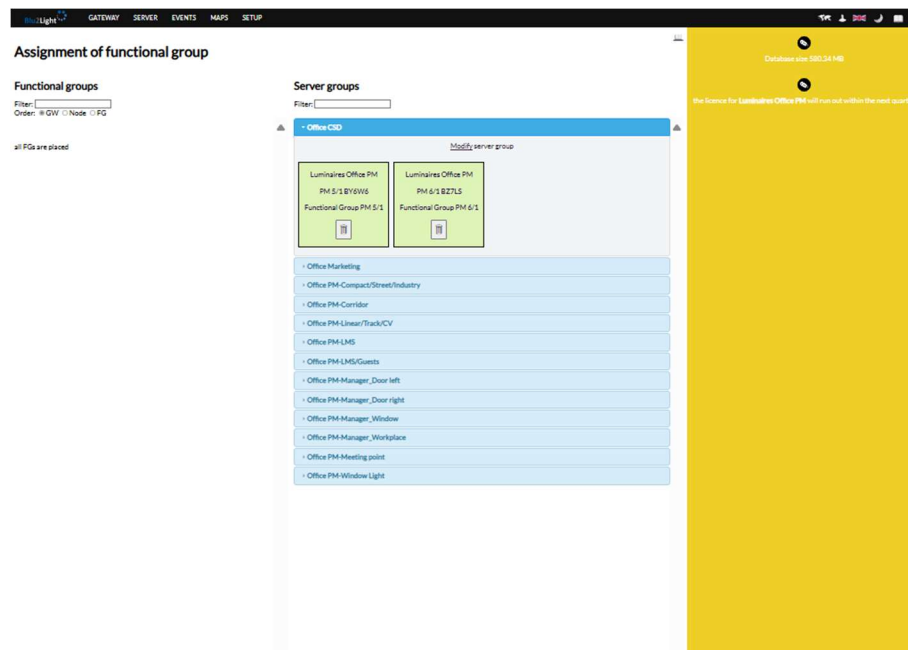 Blu2Light
GATEWAY SERVER EVENTS MAPS SETUP
Assignment of functional group
Functional groups
Filter:
Order: GW Node FG
all FGs are placed
Server groups
Filter:
Office CSD
Modify server group
Luminaires Office PM
PM 5/1 BY6W6
Functional Group PM 5/1
Luminaires Office PM
PM 6/1 BZ7LS
Functional Group PM 6/1
Office Marketing
Office PM-Compact/Street/Industry
Office PM-Corridor
Office PM-Linear/Track/CV
Office PM-LMS
Office PM-LMS/Guests
Office PM-Manager_Door left
Office PM-Manager_Door right
Office PM-Manager_Window
Office PM-Manager_Workplace
Office PM-Meeting point
Office PM-Window Light
Database size 580.34 MB
the licence for Luminaires Office PM will run out within the next quart